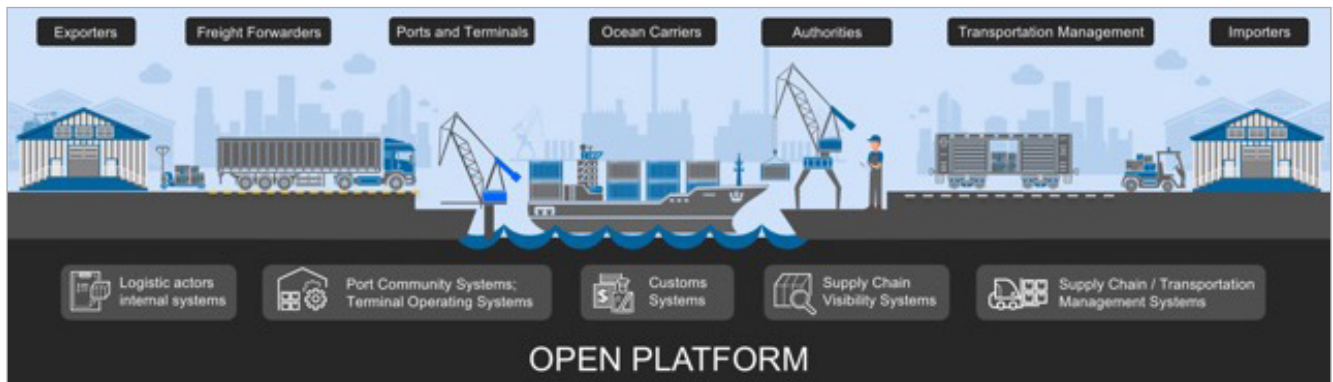 Exporters
Freight Forwarders
Ports and Terminals
Ocean Carriers
Authorities
Transportation Management
Importers
Logistic actors
internal systems
Port Community Systems;
Terminal Operating Systems
Customs
Systems
Supply Chain
Visibility Systems
Supply Chain / Transportation
Management Systems
OPEN PLATFORM